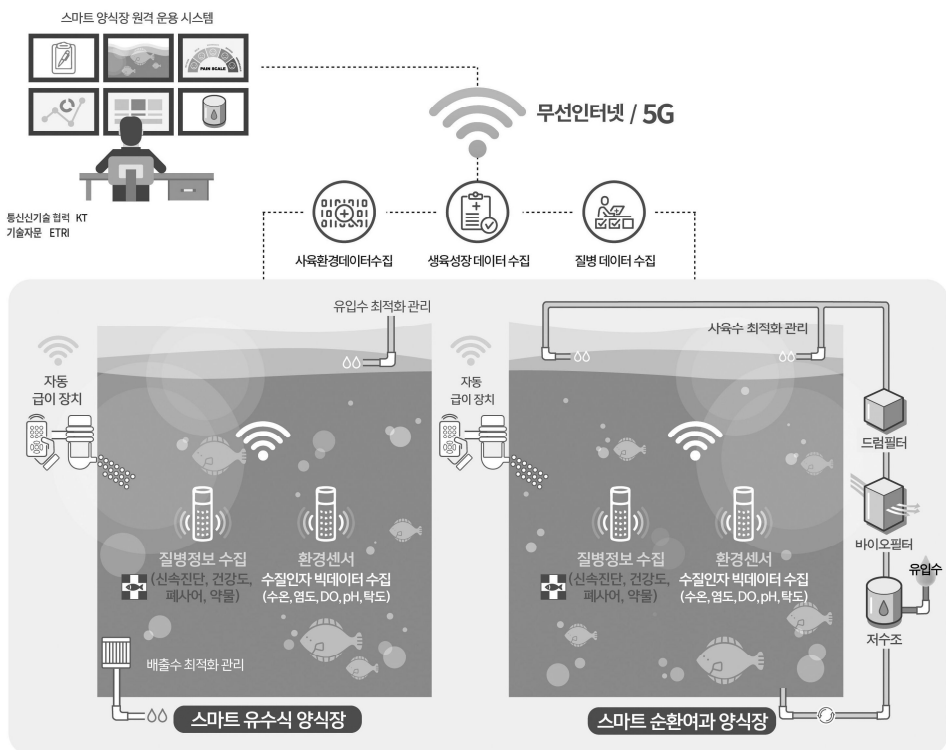 스마트 양식장 원격 운용 시스템
PAIN SCALE
무선인터넷 / 5G
통신신기술 협력 KT
기술자문 ETRI
사육환경데이터수집
생육성장 데이터 수집
질병 데이터 수집
유입수 최적화 관리
자동
급이 장치
질병정보 수집
(신속진단, 건강도,
폐사어, 약물)
환경센서
수질인자 빅데이터 수집
(수온, 염도, DO, pH, 탁도)
배출수 최적화 관리
스마트 유수식 양식장
사육수 최적화 관리
자동
급이 장치
질병정보 수집
(신속진단, 건강도,
폐사어, 약물)
환경센서
수질인자 빅데이터 수집
(수온, 염도, DO, pH, 탁도)
드럼필터
바이오필터
유입수
저수조
스마트 순환여과 양식장